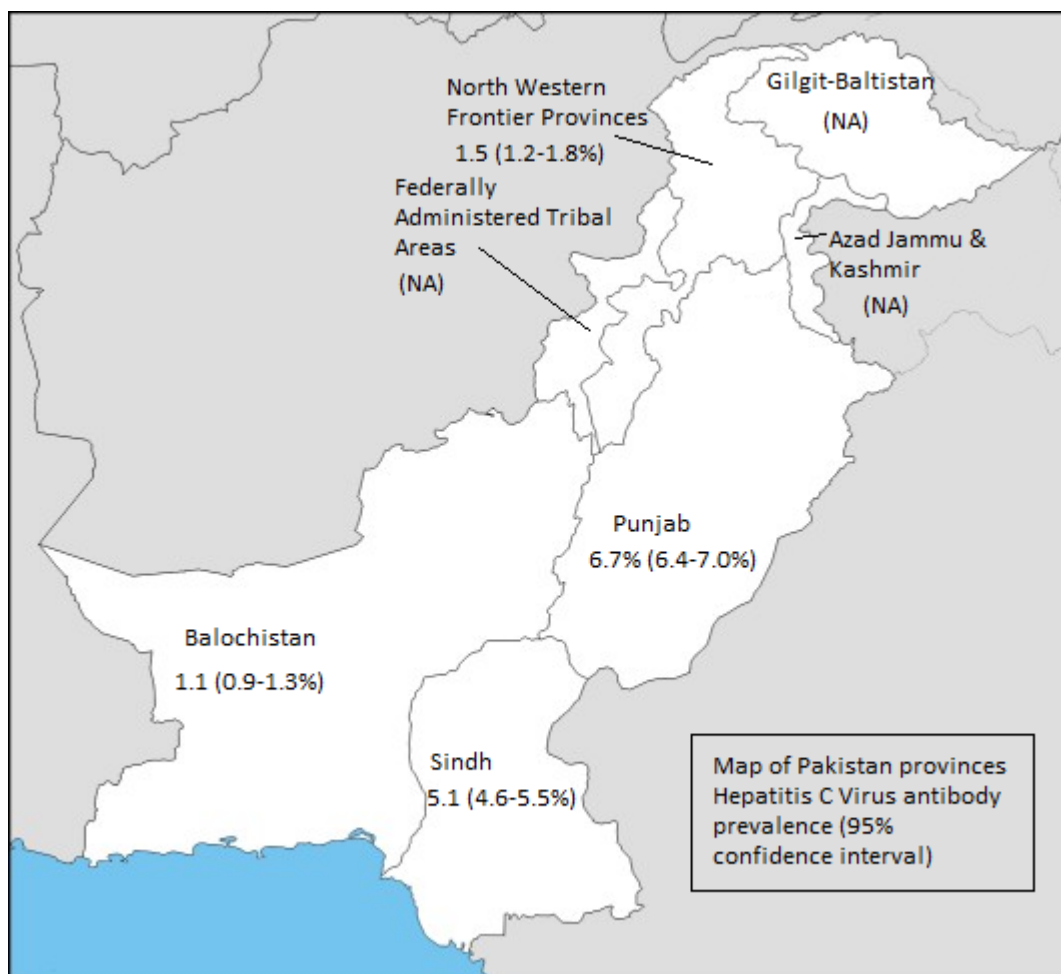 North Western
Frontier Provinces
1.5 (1.2-1.8%)
Gilgit-Baltistan
(NA)
Federally
Administered Tribal
Areas
(NA)
Azad Jammu &
Kashmir
(NA)
Punjab
6.7% (6.4-7.0%)
Balochistan
1.1 (0.9-1.3%)
Sindh
5.1 (4.6-5.5%)
Map of Pakistan provinces
Hepatitis C Virus antibody
prevalence (95%
confidence interval)